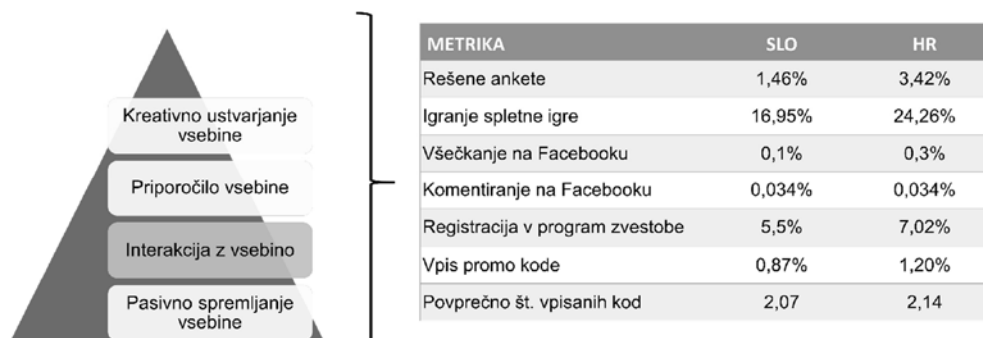 Kreativno ustvarjanje
vsebine
Priporočilo vsebine
Interakcija z vsebino
Pasivno spremljanje
vsebine
METRIKA SLO HR
Rešene ankete 1,46% 3,42%
Igranje spletne igre 16,95% 24,26%
Všečkanje na Facebooku 0,1% 0,3%
Komentiranje na Facebooku 0,034% 0,034%
Registracija v program zvestobe 5,5% 7,02%
Vpis promo kode 0,87% 1,20%
Povprečno št. vpisanih kod 2,07 2,14